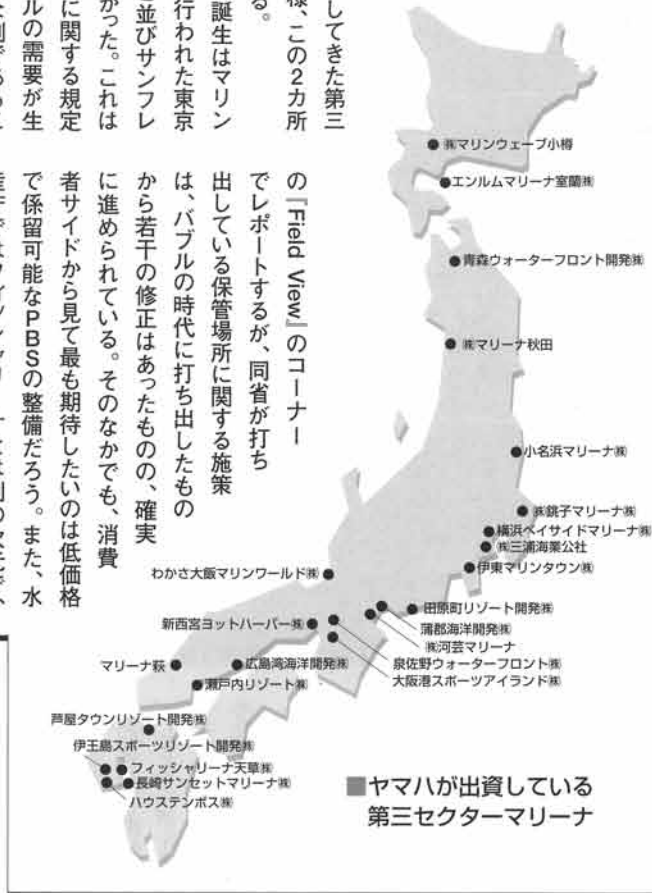 してきた第三
様、この2カ所
る。
誕生はマリン
行われた東京
と並びサンフレ
かった。これは
に関する規定
ルの需要が生
の『Field View』のコーナー
でレポートするが、同省が打ち
出している保管場所に関する施策
は、バブルの時代に打ち出したもの
から若干の修正はあったものの、確実
に進められている。そのなかでも、消費
者サイドから見て最も期待したいのは低価格
で係留可能なPBSの整備だろう。また、水
㈱マリンウェーブ小樽
エンルムマリーナ室蘭㈱
青森ウォーターフロント開発㈱
㈱マリーナ秋田
小名浜マリーナ㈱
㈱銚子マリーナ㈱
横浜ベイサイドマリーナ㈱
㈱三浦海業公社
伊東マリンタウン㈱
わかさ大飯マリンワールド㈱
田原町リゾート開発㈱
蒲郡海洋開発㈱
㈱河芸マリーナ
新西宮ヨットハーバー㈱
泉佐野ウォーターフロント㈱
大阪港スポーツアイランド㈱
マリーナ萩
広島湾海洋開発㈱
瀬戸内リゾート㈱
芦屋タウンリゾート開発㈱
伊王島スポーツリゾート開発㈱
フィッシャリーナ天草㈱
長崎サンセットマリーナ㈱
ハウステンボス㈱
■ヤマハが出資している
第三セクターマリーナ